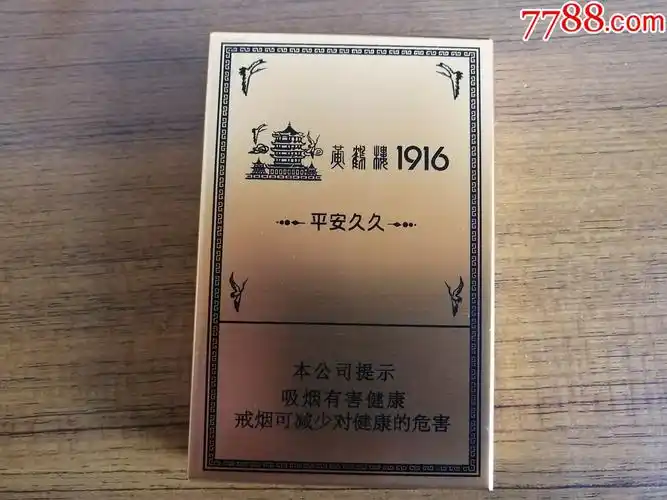 7788.com
黄鹤楼 1916
平安久久
本公司提示
吸烟有害健康
戒烟可减少对健康的危害